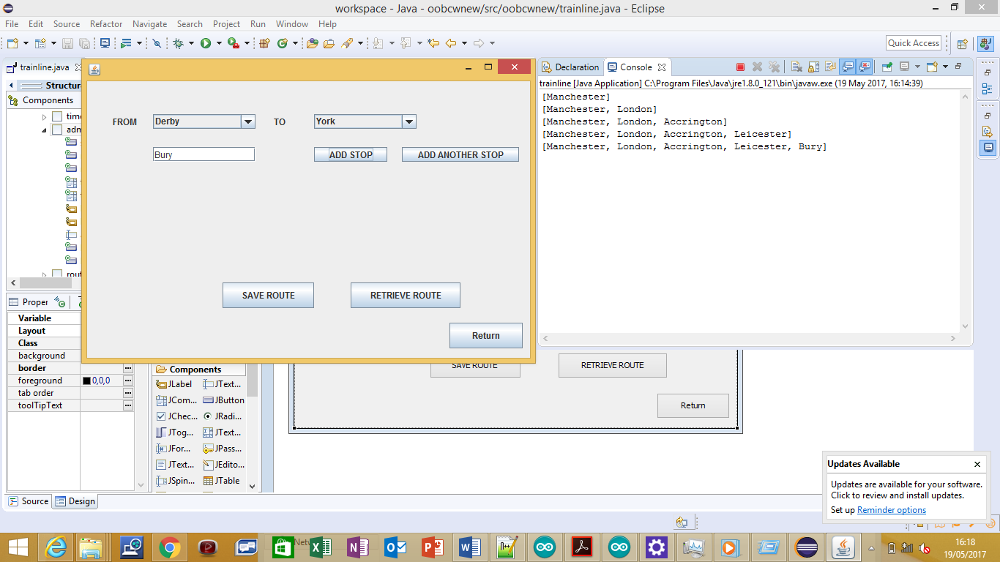 workspace - Java - oobcwnew/src/oobcwnew/trainline.java - Eclipse
File Edit Source Refactor Navigate Search Project Run Window Help
Quick Access
trainline.java
Structur
Components
time
adm
rout
FROM Derby TO York
Bury ADD STOP ADD ANOTHER STOP
SAVE ROUTE RETRIEVE ROUTE
Return
Declaration Console
trainline [Java Application] C:\Program Files\Java\jre1.8.0_121\bin\javaw.exe (19 May 2017, 16:14:39)
[Manchester]
[Manchester, London]
[Manchester, London, Accrington]
[Manchester, London, Accrington, Leicester]
[Manchester, London, Accrington, Leicester, Bury]
Proper
Variable
Layout
Class
background
border
foreground 0,0,0
tab order
toolTipText
Components
JLabel JText...
JCom... JButton
JChec... JRadi...
JTog... JText...
JFor... JPass...
JText... JEdito...
JSpin... JTable
SAVE ROUTE RETRIEVE ROUTE
Return
Updates Available
Updates are available for your software.
Click to review and install updates.
Set up Reminder options
Source Design
16:18
19/05/2017